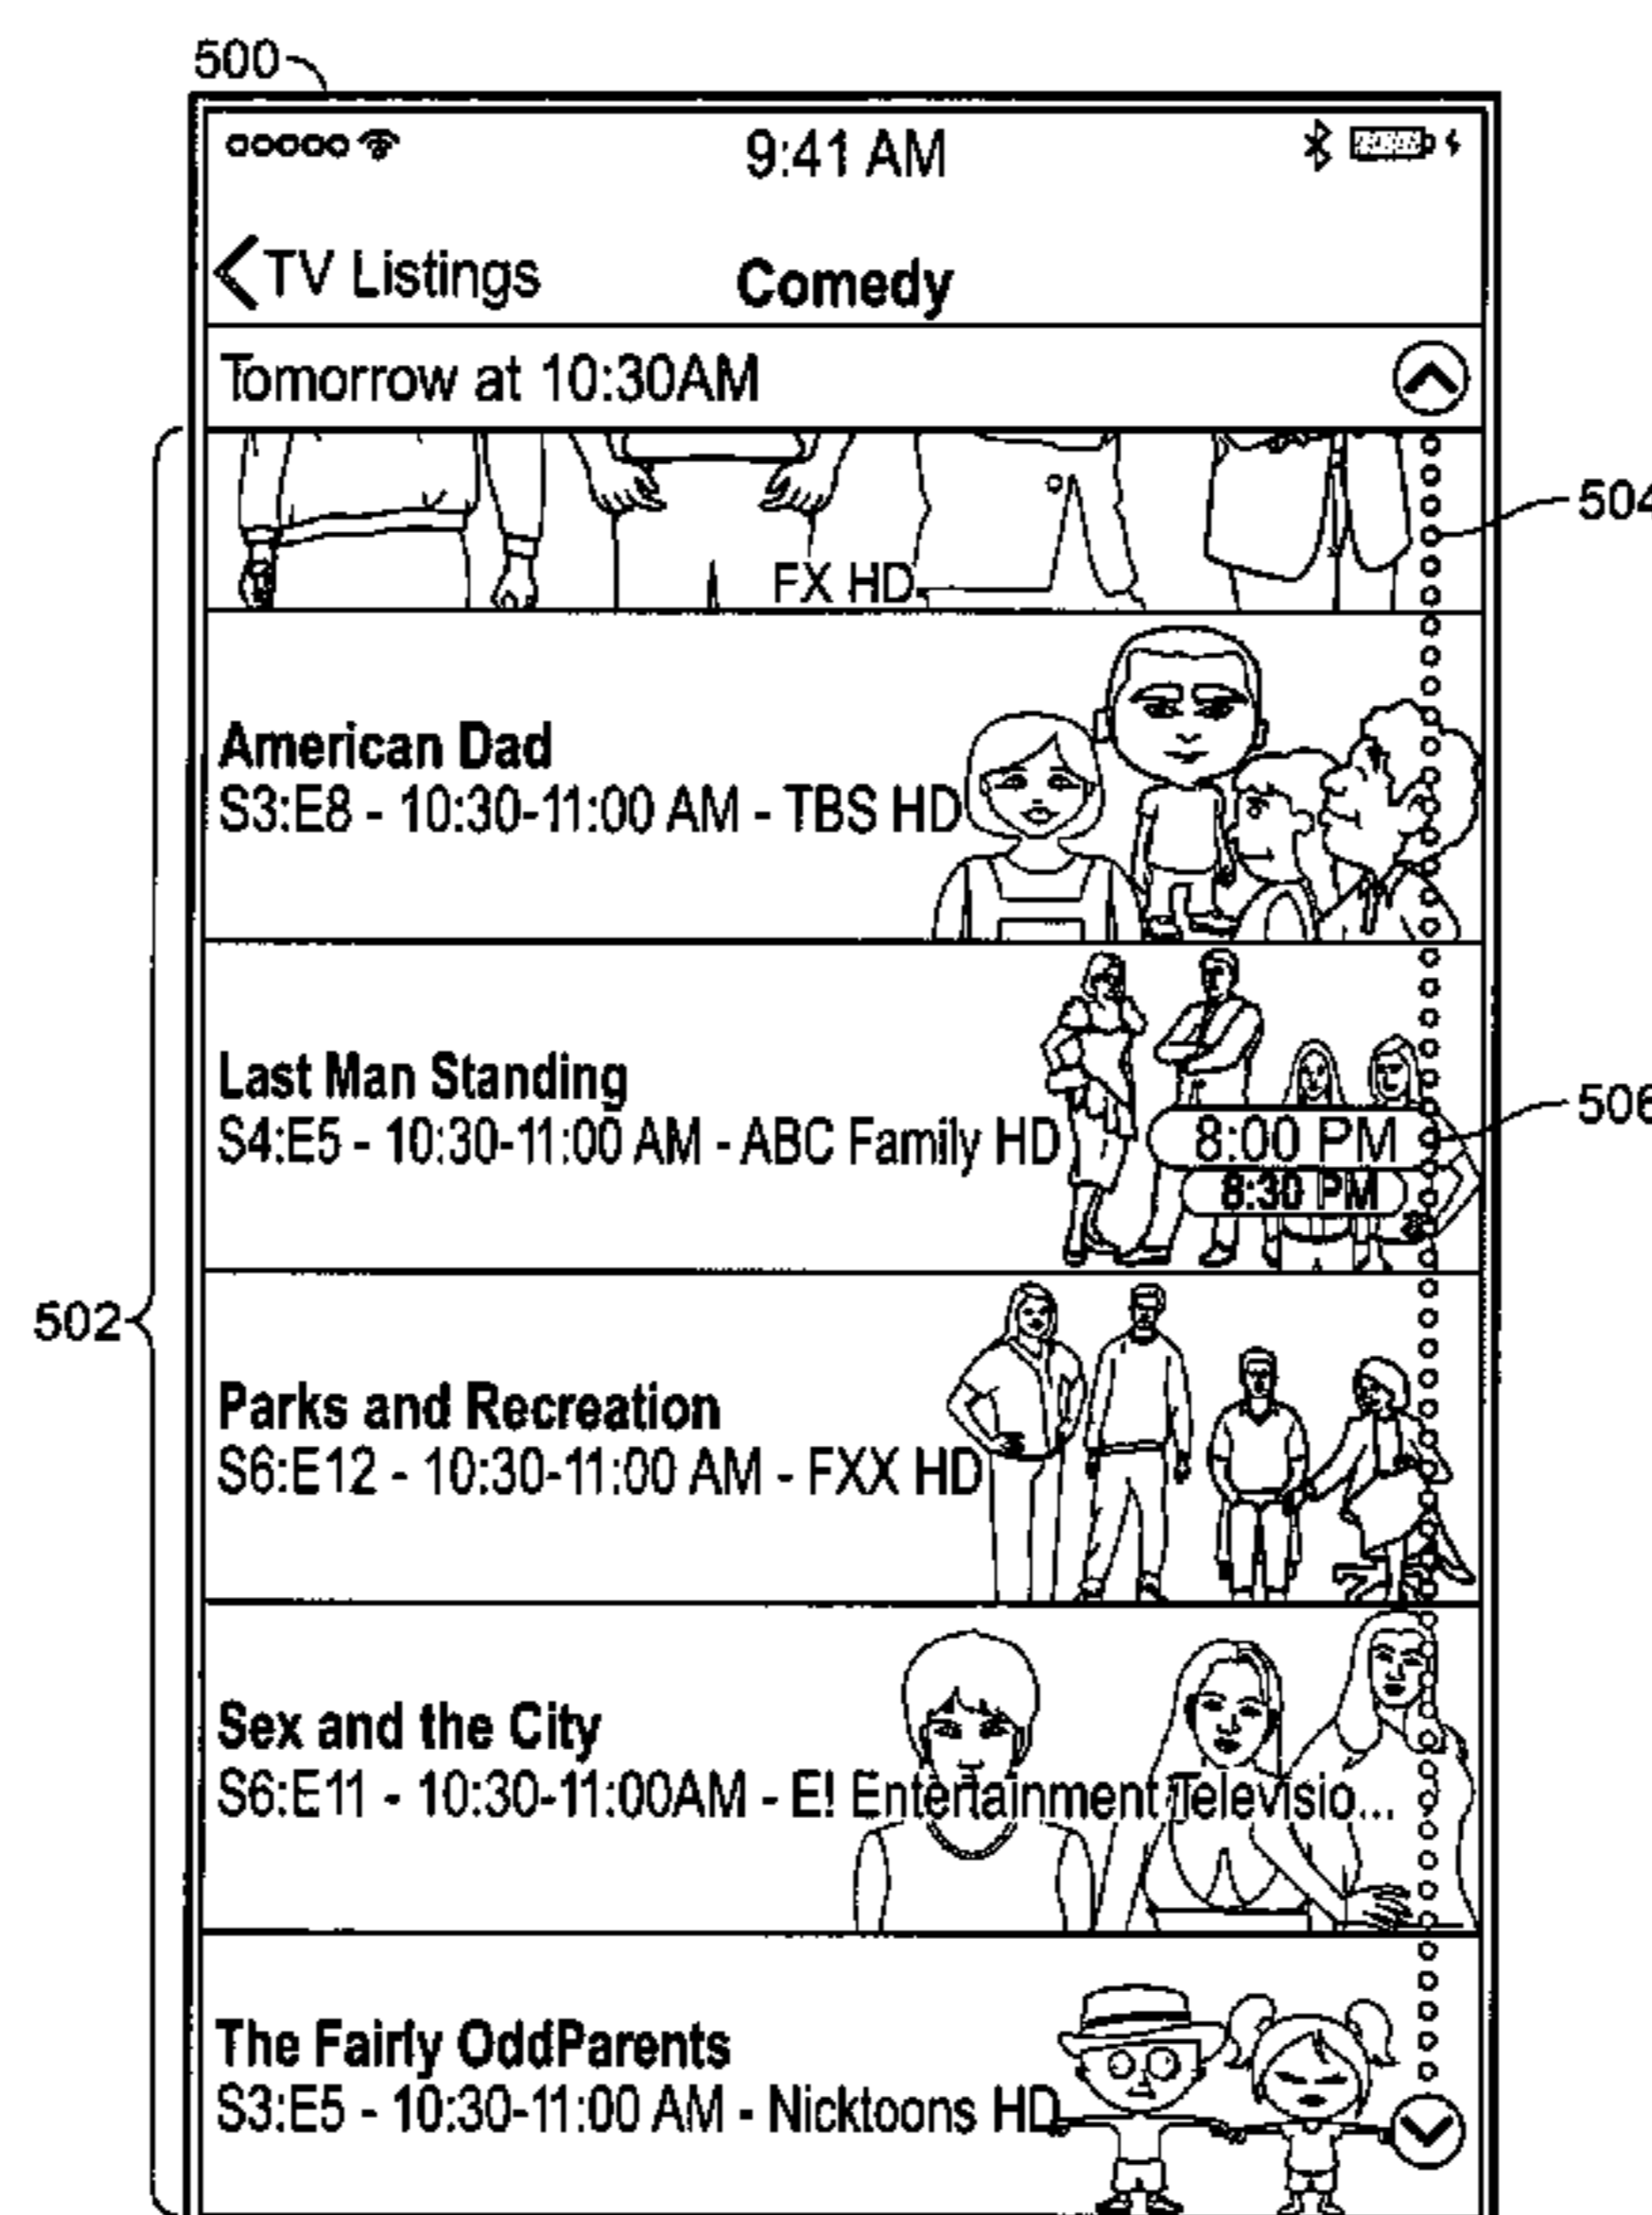 500
9:41 AM
TV Listings Comedy
Tomorrow at 10:30AM
504
FX HD
American Dad
S3:E8 - 10:30-11:00 AM - TBS HD
Last Man Standing
506
S4:E5 - 10:30-11:00 AM - ABC Family HD
8:00 PM
8:30 PM
502
Parks and Recreation
S6:E12 - 10:30-11:00 AM - FXX HD
Sex and the City
S6:E11 - 10:30-11:00AM - E! Entertainment Televisio...
The Fairly OddParents
S3:E5 - 10:30-11:00 AM - Nicktoons HD